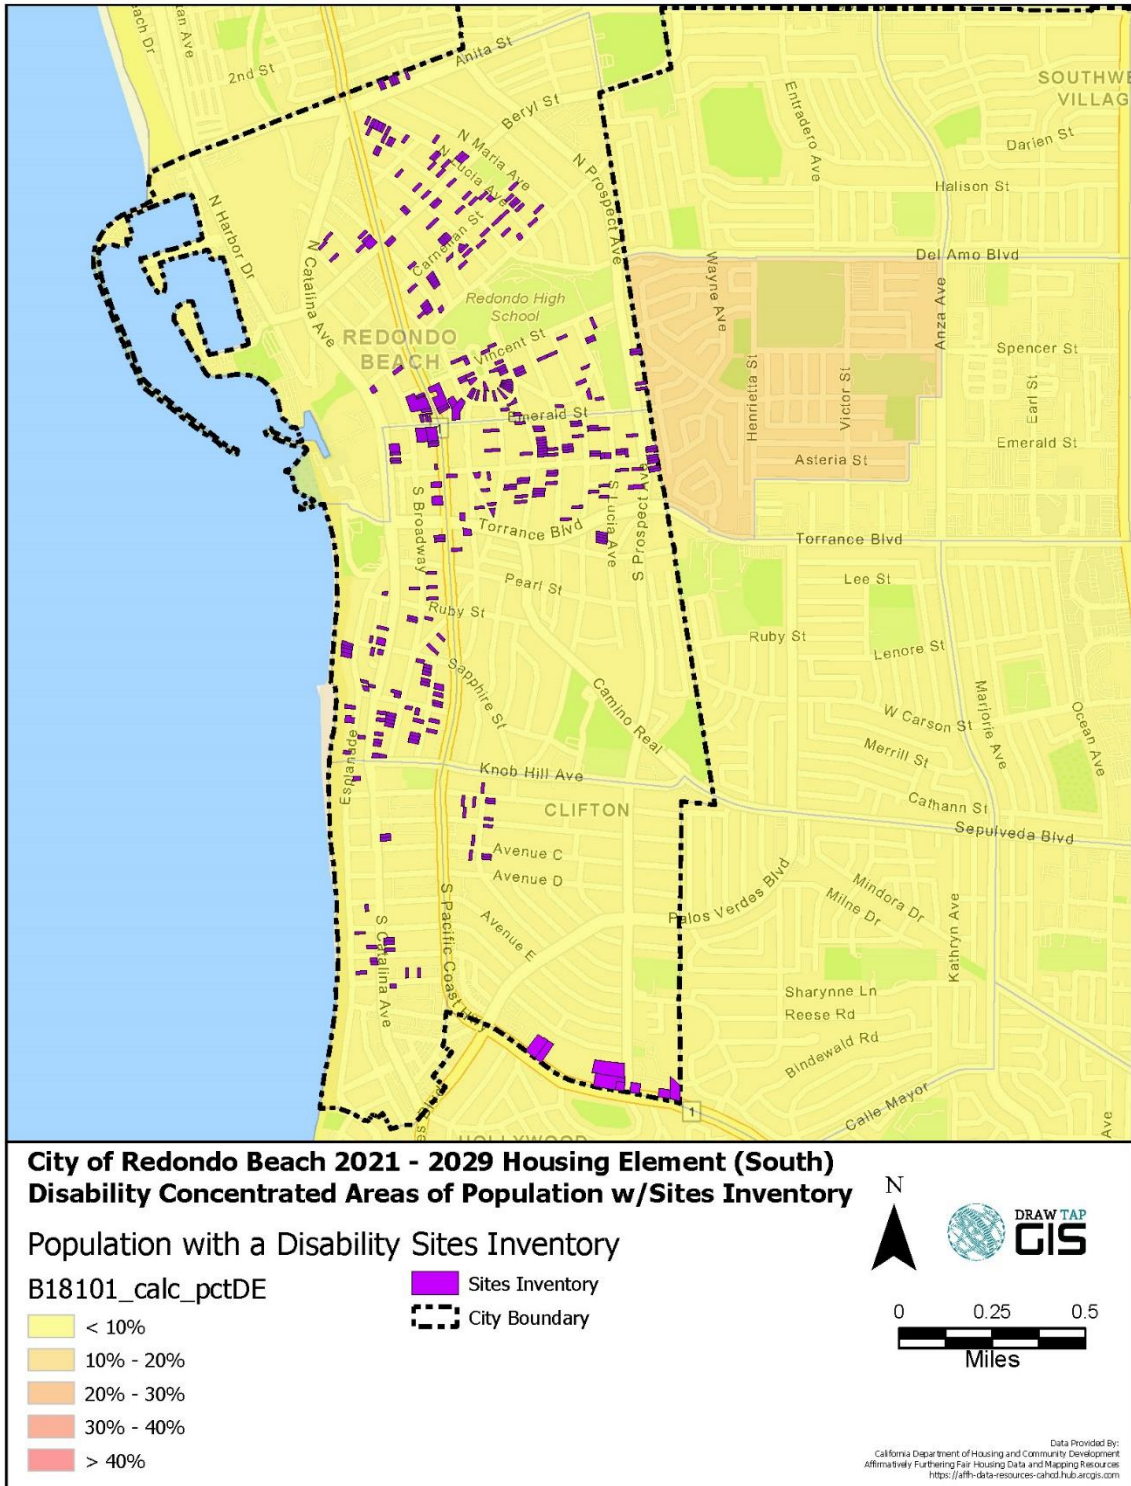 each Dr
an Ave
2nd St
Anita St
SOUTHWE
VILLAG
Beryl St
Entradero Ave
Darien St
N Maria Ave
N Lucia Ave
N Prospect Ave
Halison St
N Harbor Dr
Carnelian St
N Catalina Ave
Del Amo Blvd
Wayne Ave
Anza Ave
Redondo High
School
REDONDO
BEACH
Vincent St
Spencer St
Henrietta St
Victor St
Earl St
Emerald St
Emerald St
Asteria St
S Broadway
S Lucia Ave
S Prospect Ave
Torrance Blvd
Torrance Blvd
Pearl St
Lee St
Ruby St
Ruby St
Lenore St
Sapphire St
Camino Real
Marjorie Ave
Ocean Ave
W Carson St
Merrill St
Esplanade
Knob Hill Ave
CLIFTON
Cathann St
Sepulveda Blvd
Avenue C
Avenue D
Palos Verdes Blvd
Mindora Dr
Milne Dr
Avenue E
S Pacific Coast Hwy
S Catalina Ave
Kathryn Ave
Sharynne Ln
Reese Rd
Bindewald Rd
Calle Mayor
1
es Blvd
Ave
HOLLYWOOD
City of Redondo Beach 2021 - 2029 Housing Element (South)
Disability Concentrated Areas of Population w/Sites Inventory
Population with a Disability
B18101_calc_pctDE
< 10%
10% - 20%
20% - 30%
30% - 40%
> 40%
Sites Inventory
Sites Inventory
City Boundary
N
DRAW TAP
GIS
0 0.25 0.5
Miles
Data Provided By:
California Department of Housing and Community Development
Affirmatively Furthering Fair Housing Data and Mapping Resources
https://affh-data-resources-cahcd.hub.arcgis.com